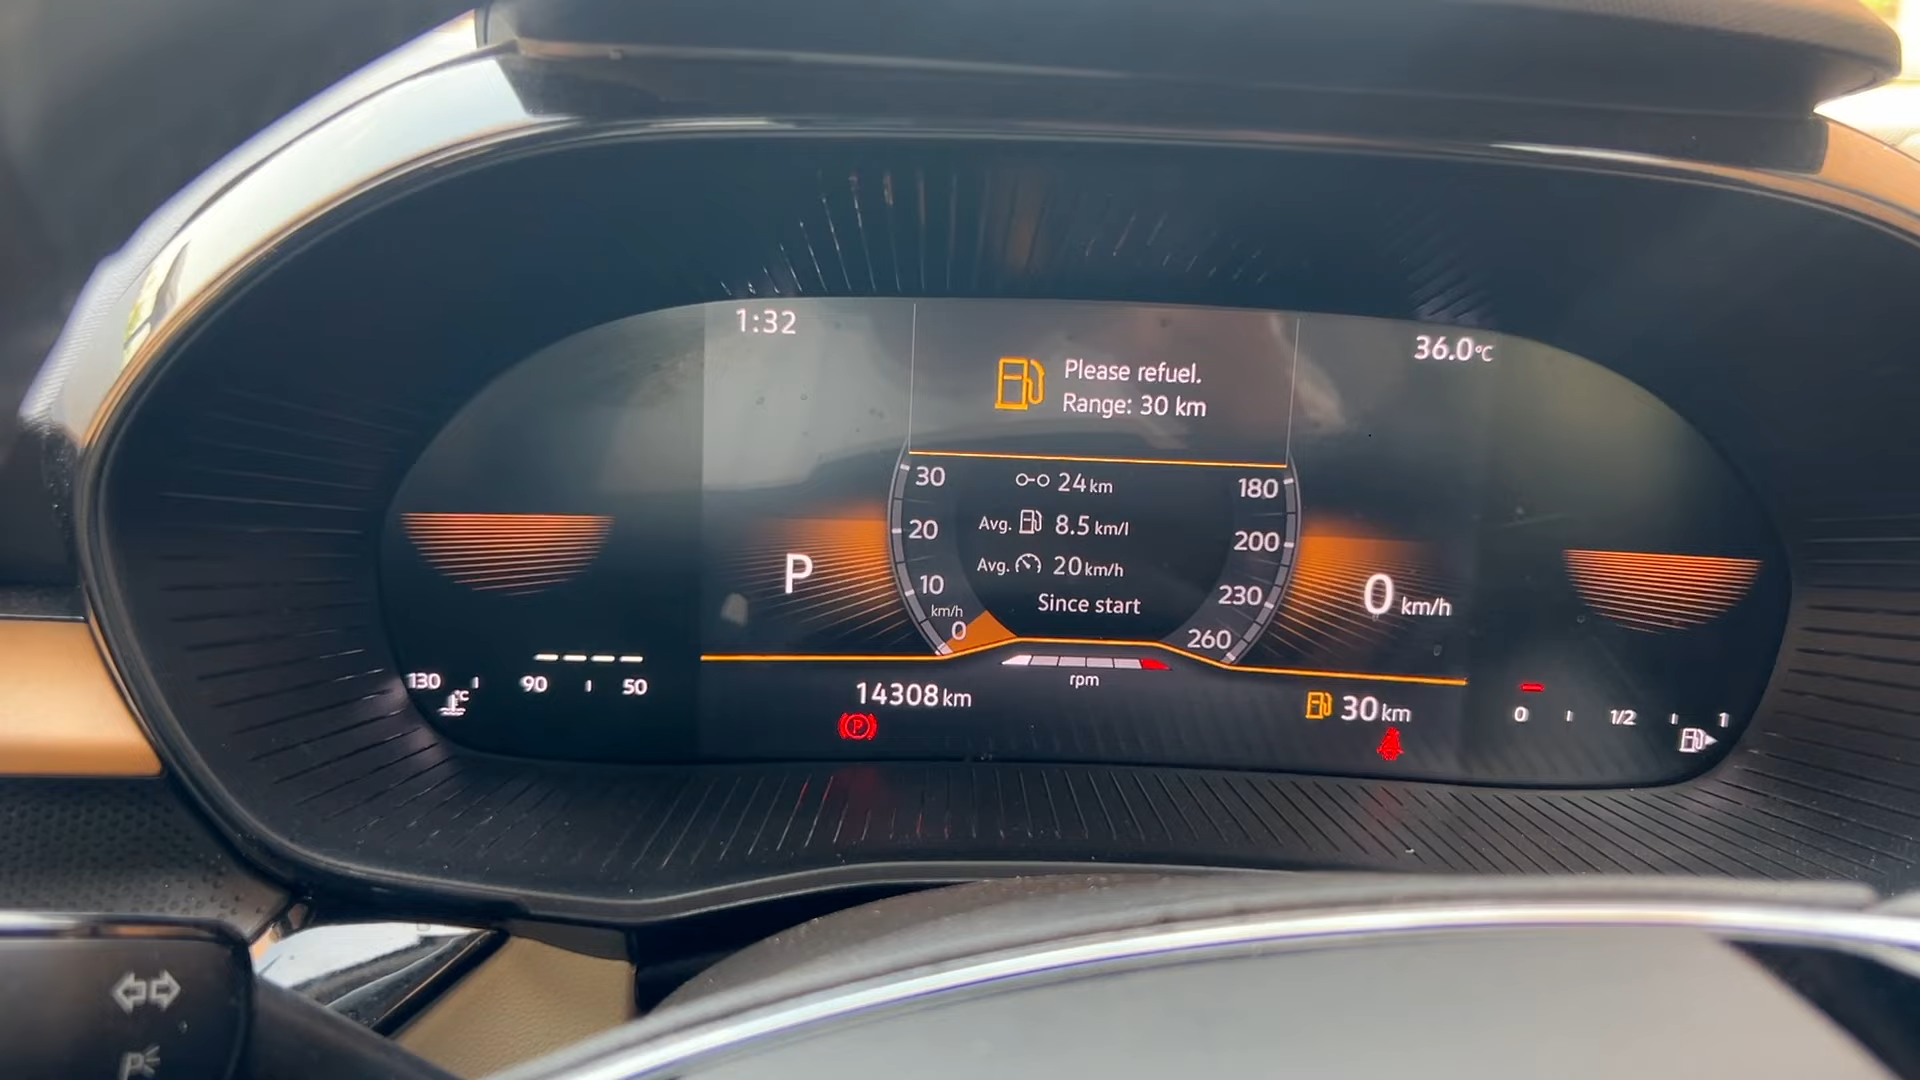 1:32
36.0°C
Please refuel.
Range: 30 km
24 km
Avg. 8.5 km/l
Avg. 20 km/h
Since start
30
20
10
km/h
0
180
200
230
260
P
0 km/h
rpm
130 °C 90 50
14308 km
30 km
0 1/2 1
P
P